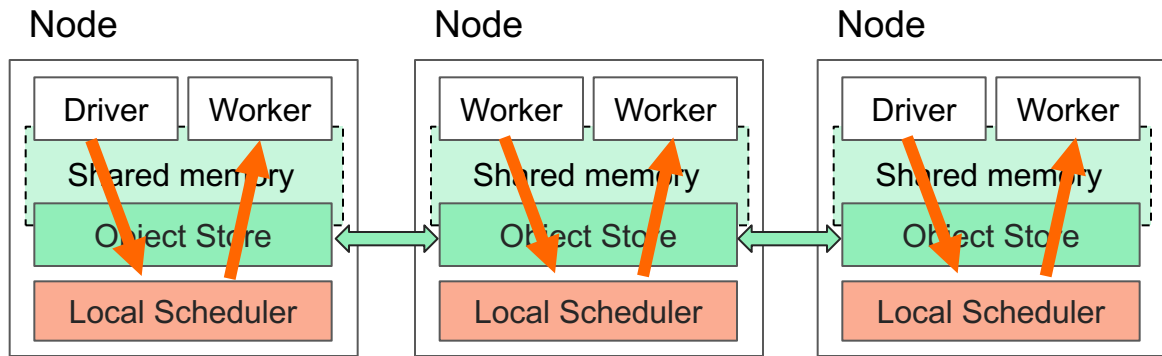 Node
Driver Worker
Shared memory
Object Store
Local Scheduler
Node
Worker Worker
Shared memory
Object Store
Local Scheduler
Node
Driver Worker
Shared memory
Object Store
Local Scheduler